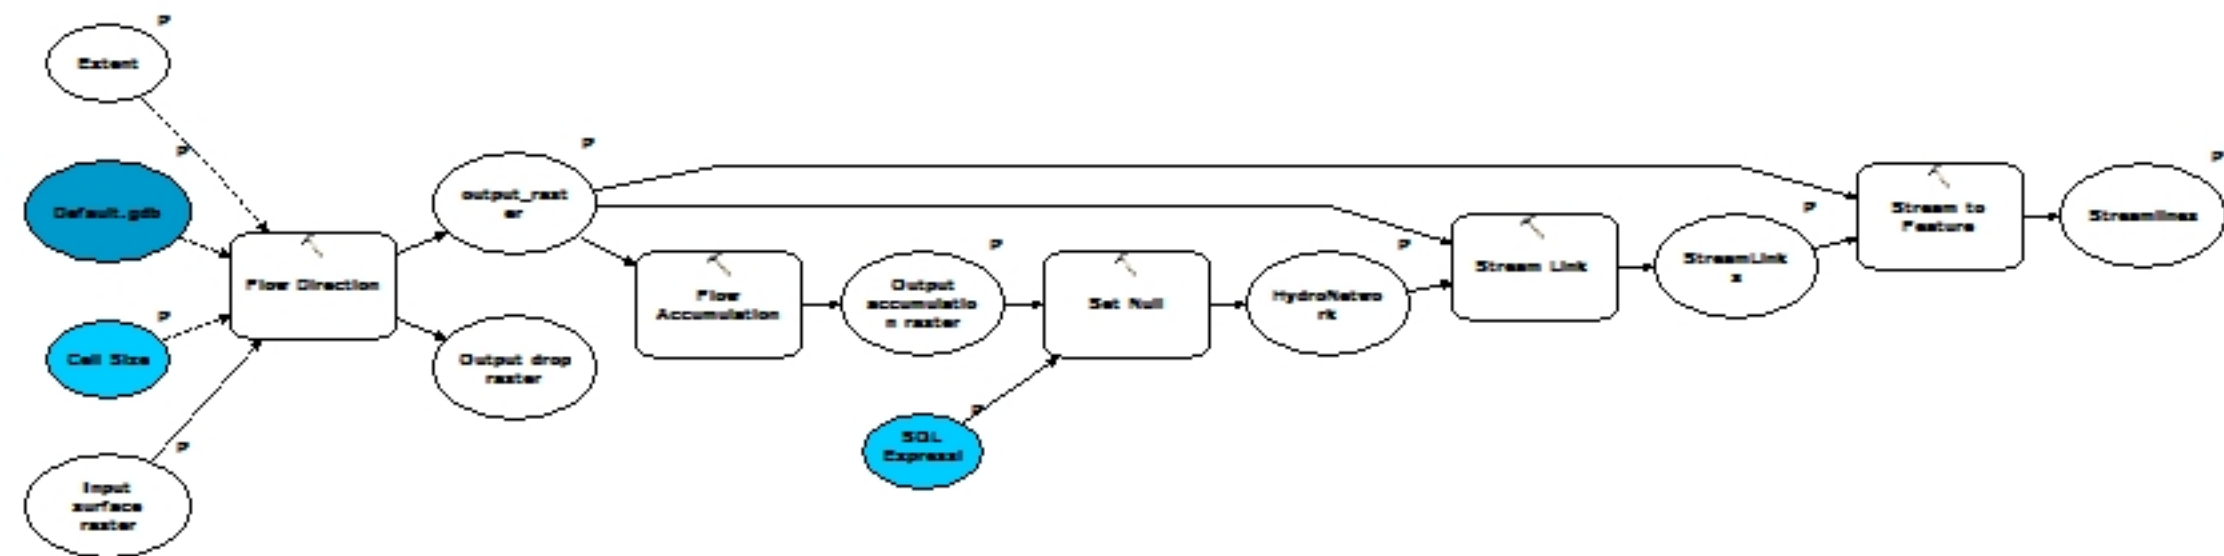 P
Extent
P
Default.gdb
P
Cell Size
P
Input
surface
raster
Flow Direction
P
output_rast
er
Output drop
raster
Flow
Accumulation
P
Output
accumulatio
n raster
P
SQL
Expressi
Set Null
P
HydroNetwo
rk
Stream Link
P
StreamLink
s
Stream to
Feature
P
Streamlines